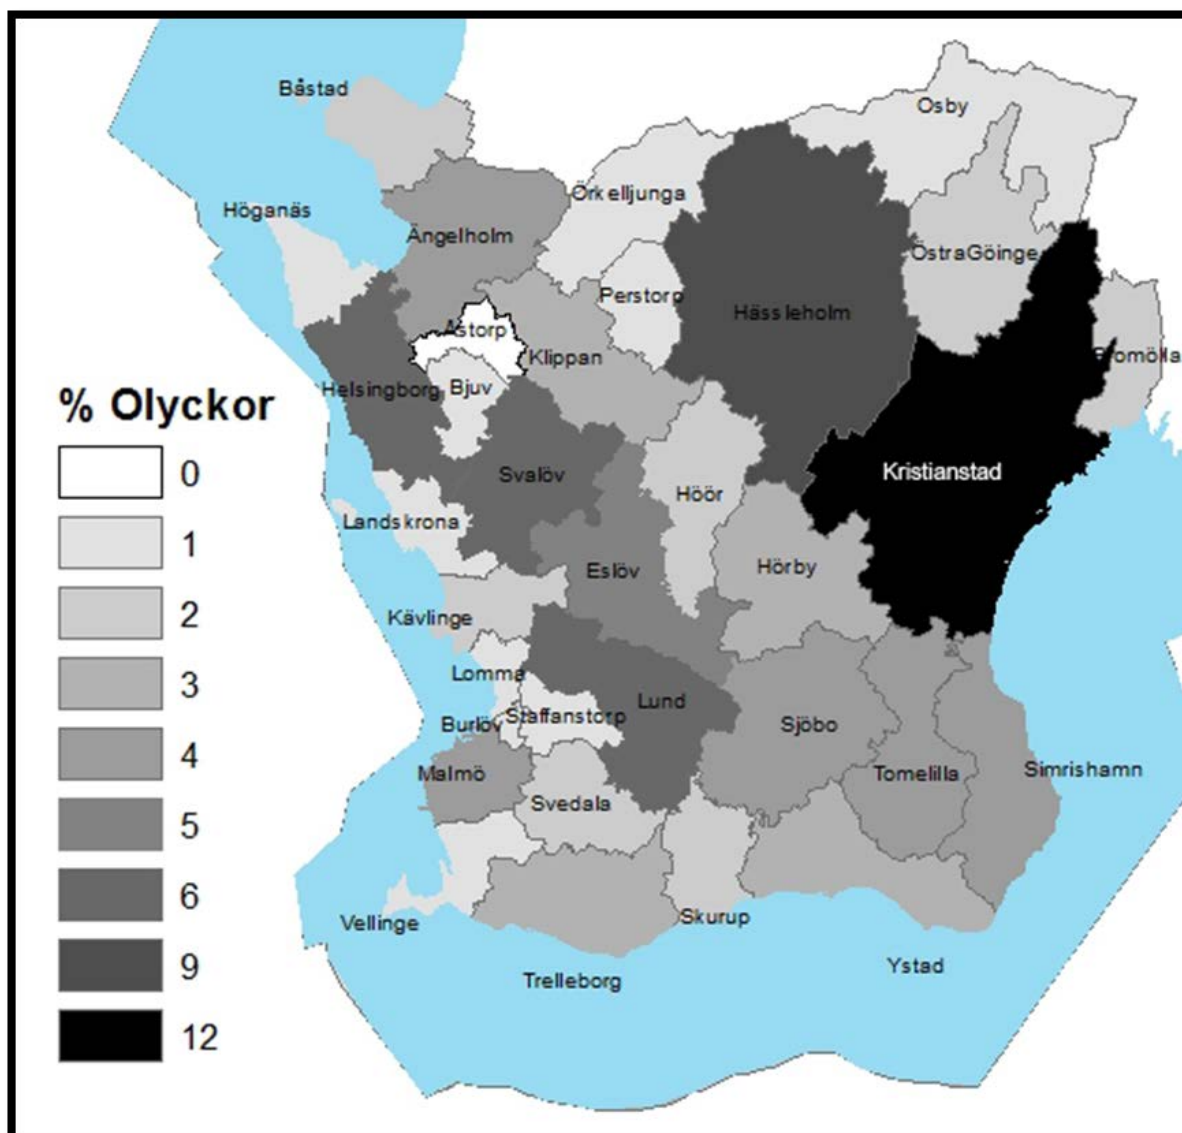 Båstad
Osby
Örkelljunga
Höganäs
Ängelholm
ÖstraGöinge
Perstorp
Hässleholm
Åstorp
Klippan
Bromölla
Helsingborg
Bjuv
% Olyckor
0
1
2
3
4
5
6
9
12
Kristianstad
Svalöv
Höör
Landskrona
Eslöv
Hörby
Kävlinge
Lomma
Lund
Staffanstorp
Burlöv
Sjöbo
Malmö
Tomelilla
Simrishamn
Svedala
Vellinge
Skurup
Trelleborg
Ystad